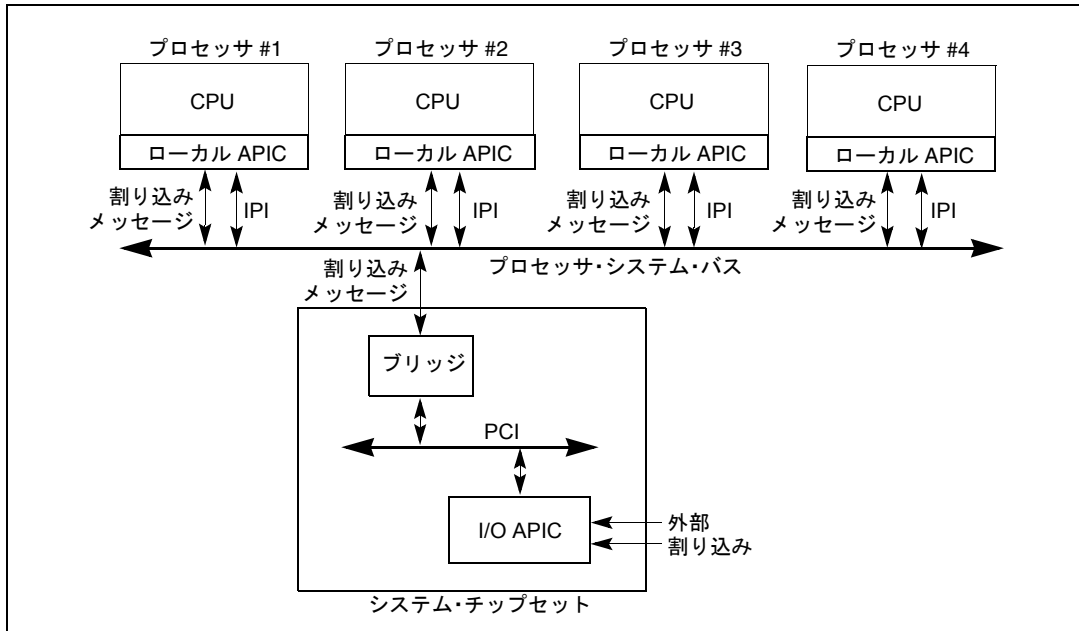 プロセッサ #1
プロセッサ #2
プロセッサ #3
プロセッサ #4
CPU
CPU
CPU
CPU
ローカル APIC
ローカル APIC
ローカル APIC
ローカル APIC
割り込み
メッセージ
IPI
割り込み
メッセージ
IPI
割り込み
メッセージ
IPI
割り込み
メッセージ
IPI
プロセッサ・システム・バス
割り込み
メッセージ
ブリッジ
PCI
I/O APIC
外部
割り込み
システム・チップセット